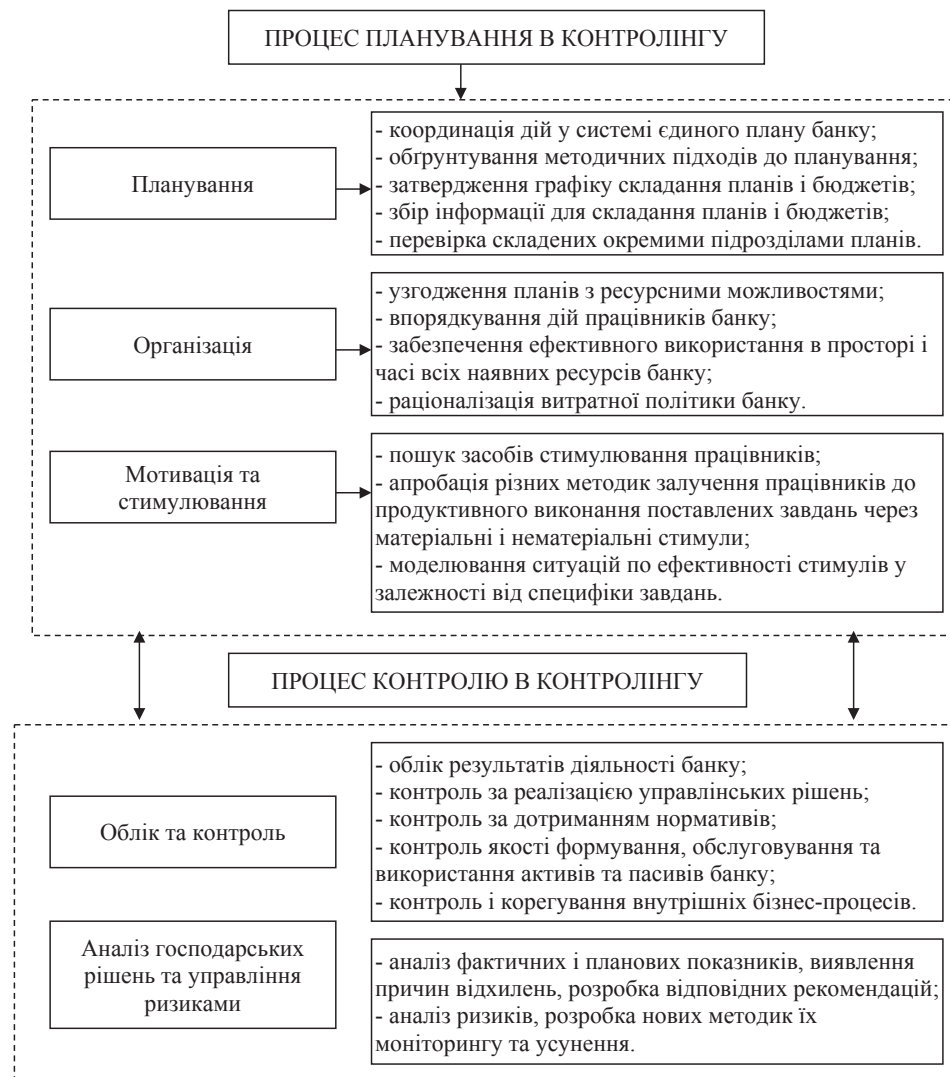 ПРОЦЕС ПЛАНУВАННЯ В КОНТРОЛІНГУ
Планування
- координація дій у системі єдиного плану банку;
- обґрунтування методичних підходів до планування;
- затвердження графіку складання планів і бюджетів;
- збір інформації для складання планів і бюджетів;
- перевірка складених окремими підрозділами планів.
Організація
- узгодження планів з ресурсними можливостями;
- впорядкування дій працівників банку;
- забезпечення ефективного використання в просторі і
часі всіх наявних ресурсів банку;
- раціоналізація витратної політики банку.
Мотивація та
стимулювання
- пошук засобів стимулювання працівників;
- апробація різних методик залучення працівників до
продуктивного виконання поставлених завдань через
матеріальні і нематеріальні стимули;
- моделювання ситуацій по ефективності стимулів у
залежності від специфіки завдань.
ПРОЦЕС КОНТРОЛЮ В КОНТРОЛІНГУ
Облік та контроль
- облік результатів діяльності банку;
- контроль за реалізацією управлінських рішень;
- контроль за дотриманням нормативів;
- контроль якості формування, обслуговування та
використання активів та пасивів банку;
- контроль і корегування внутрішніх бізнес-процесів.
Аналіз господарських
рішень та управління
ризиками
- аналіз фактичних і планових показників, виявлення
причин відхилень, розробка відповідних рекомендацій;
- аналіз ризиків, розробка нових методик їх
моніторингу та усунення.